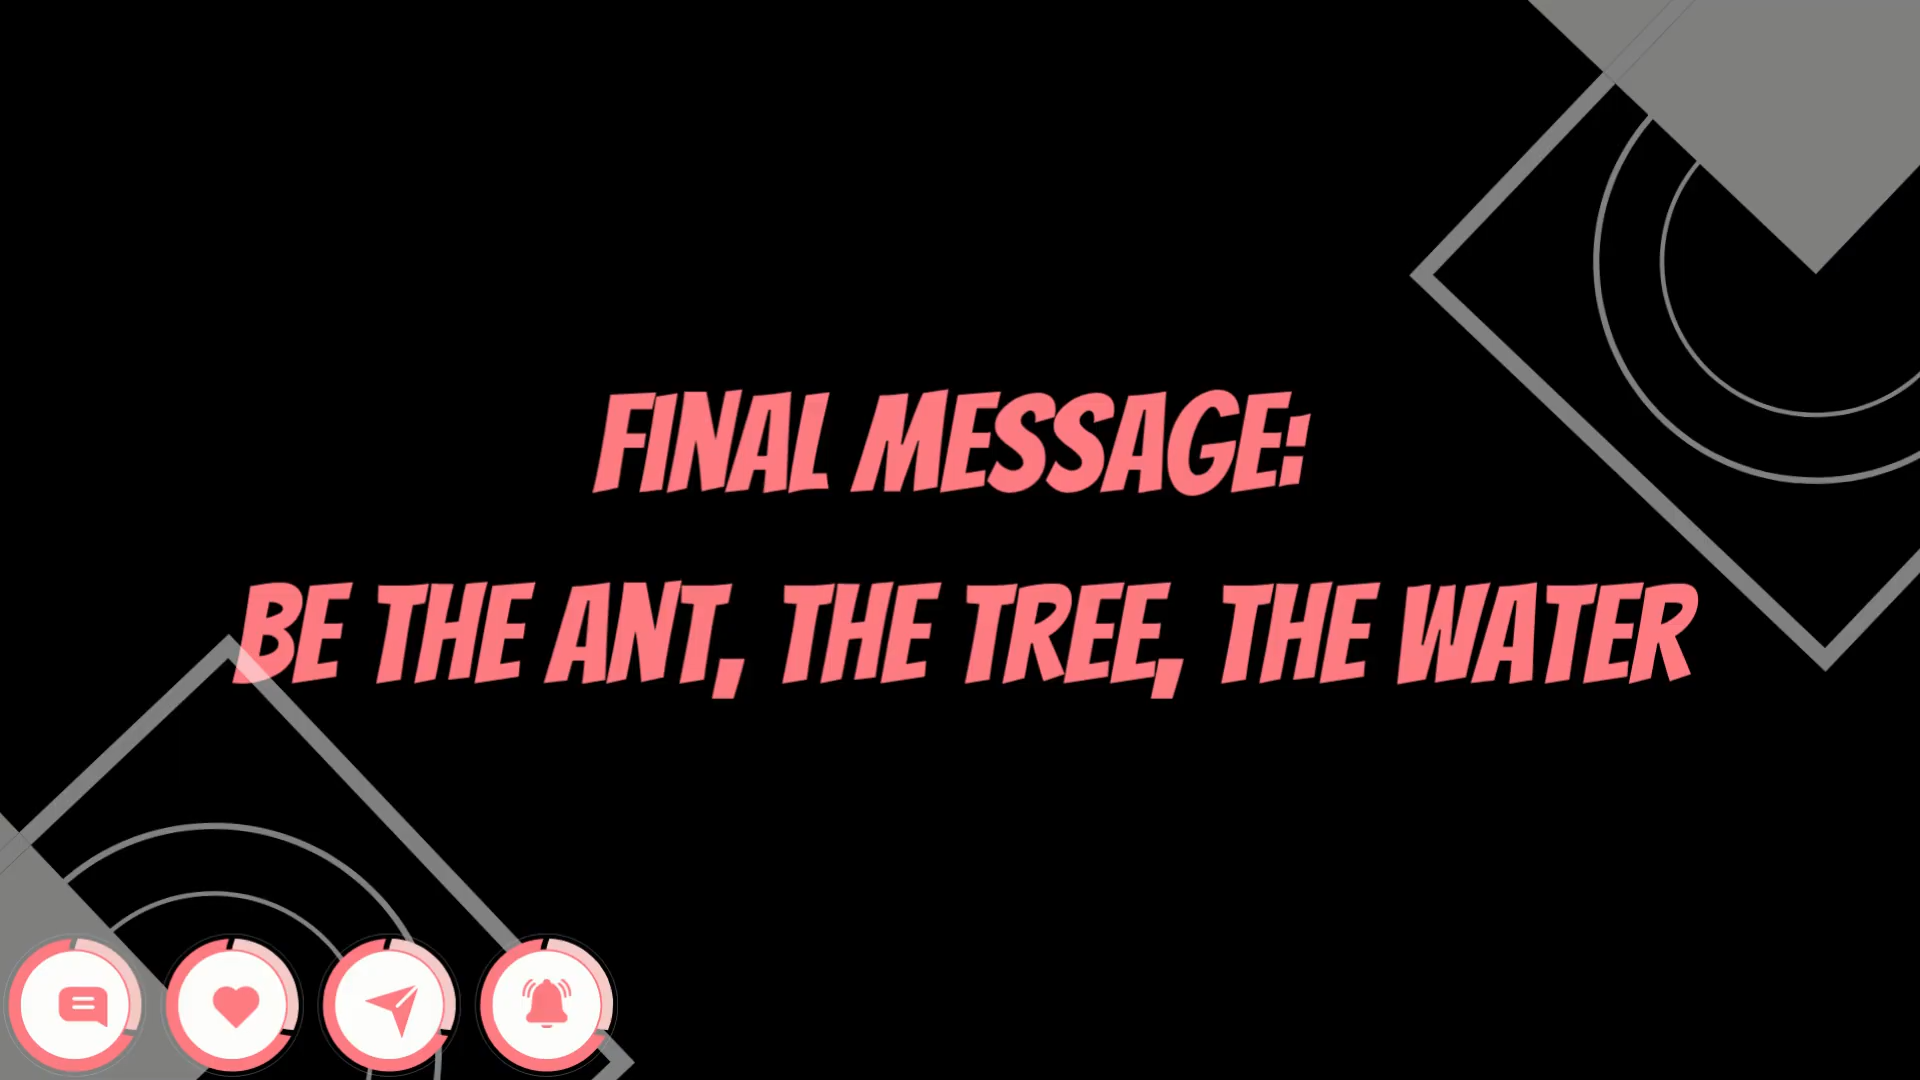 FINAL MESSAGE:
BE THE ANT, THE TREE, THE WATER